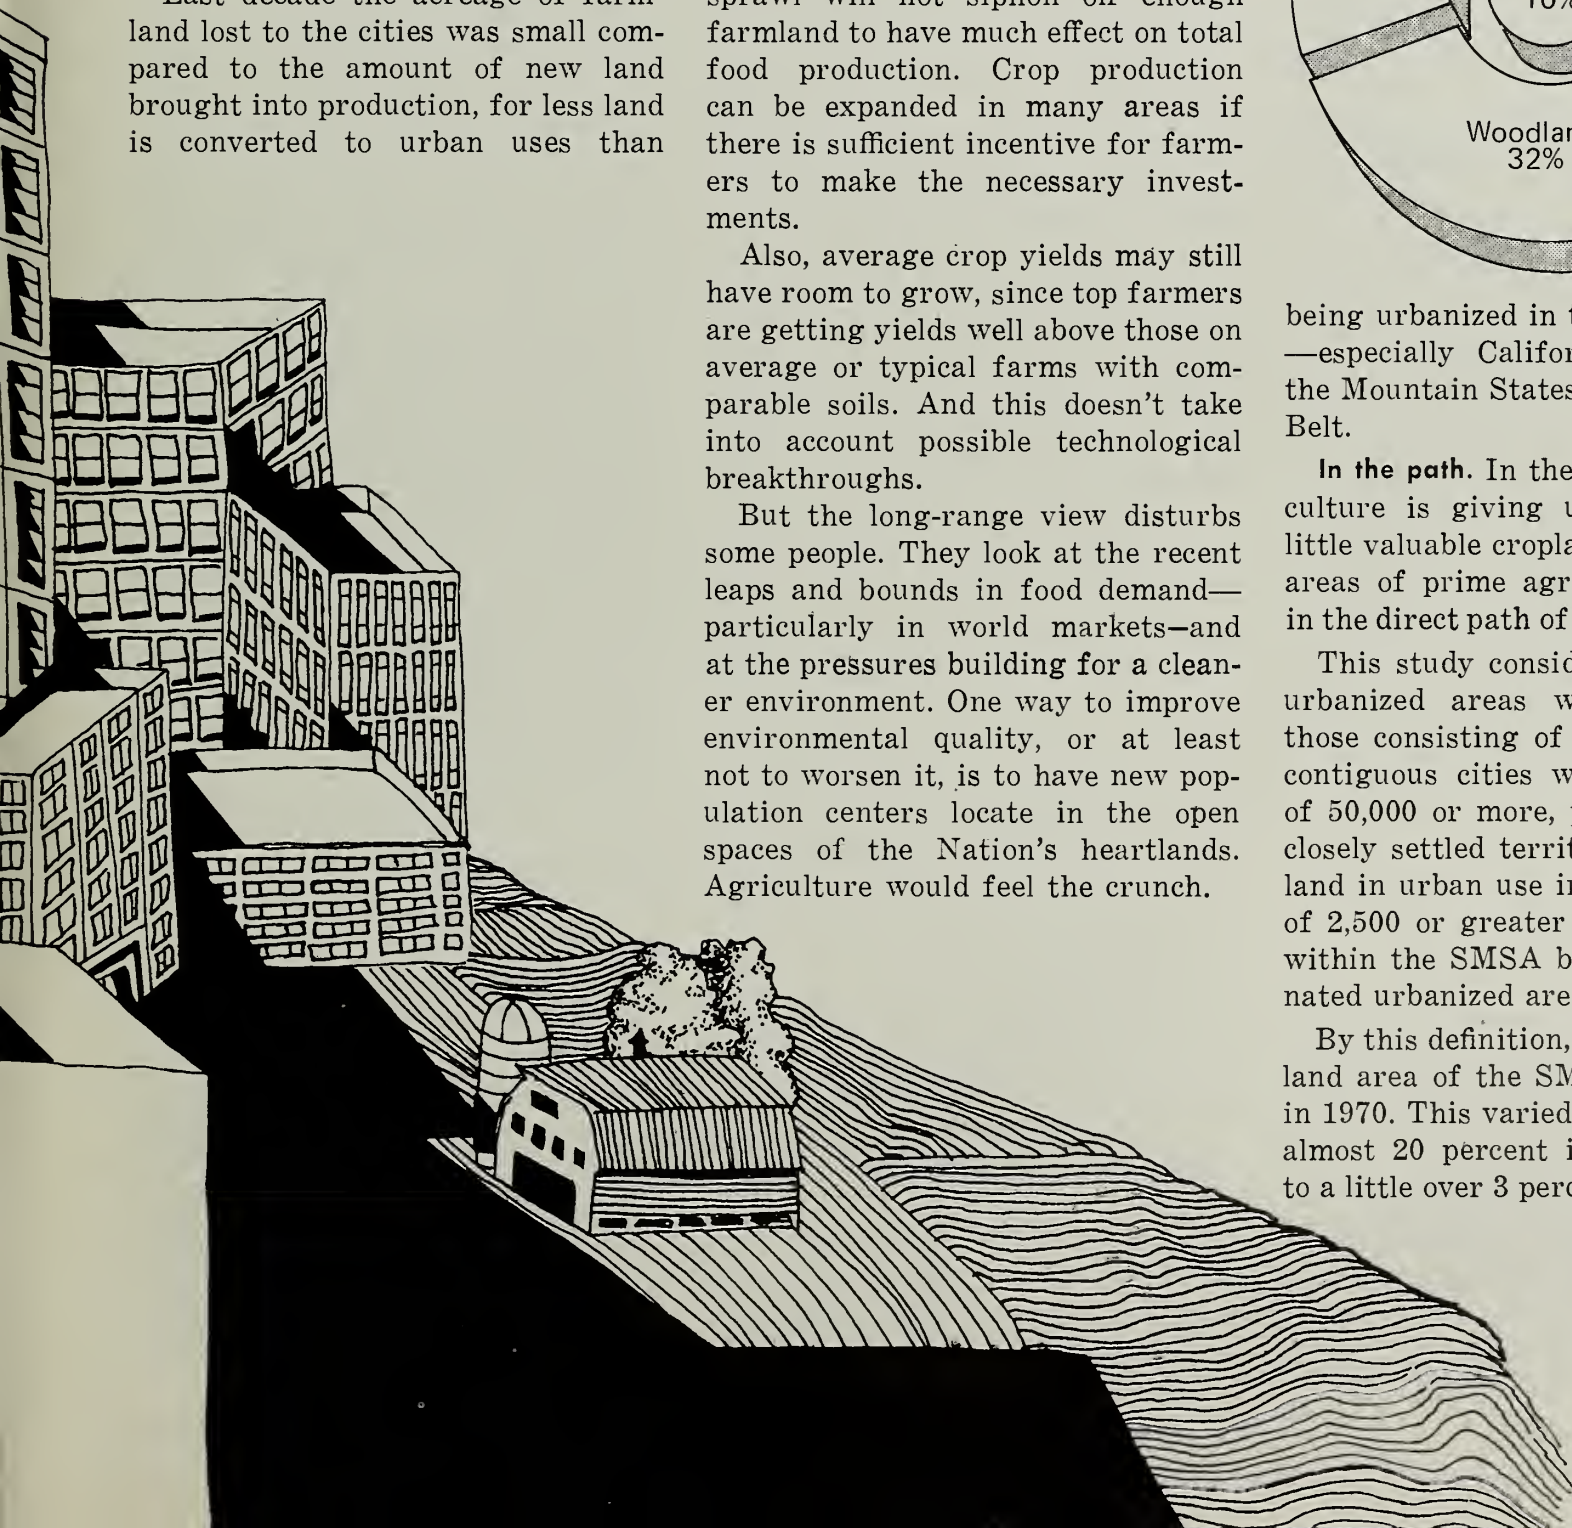 Last decade the acreage of farm-
land lost to the cities was small com-
pared to the amount of new land
brought into production, for less land
is converted to urban uses than
sprawl will not siphon off enough
farmland to have much effect on total
food production. Crop production
can be expanded in many areas if
there is sufficient incentive for farm-
ers to make the necessary invest-
ments.
Also, average crop yields may still
have room to grow, since top farmers
are getting yields well above those on
average or typical farms with com-
parable soils. And this doesn't take
into account possible technological
breakthroughs.
But the long-range view disturbs
some people. They look at the recent
leaps and bounds in food demand—
particularly in world markets—and
at the pressures building for a clean-
er environment. One way to improve
environmental quality, or at least
not to worsen it, is to have new pop-
ulation centers locate in the open
spaces of the Nation's heartlands.
Agriculture would feel the crunch.
32%
being urbanized in
—especially
the Mountain States
Belt.
In the path. In the
culture is giving
little valuable
areas of prime
in the direct path of
This study
urbanized areas
those consisting of
contiguous cities
of 50,000 or more,
closely settled
land in urban use
of 2,500 or greater
within the SMSA
nated urbanized
By this definition,
land area of the
in 1970. This varied
almost 20 percent
to a little over 3